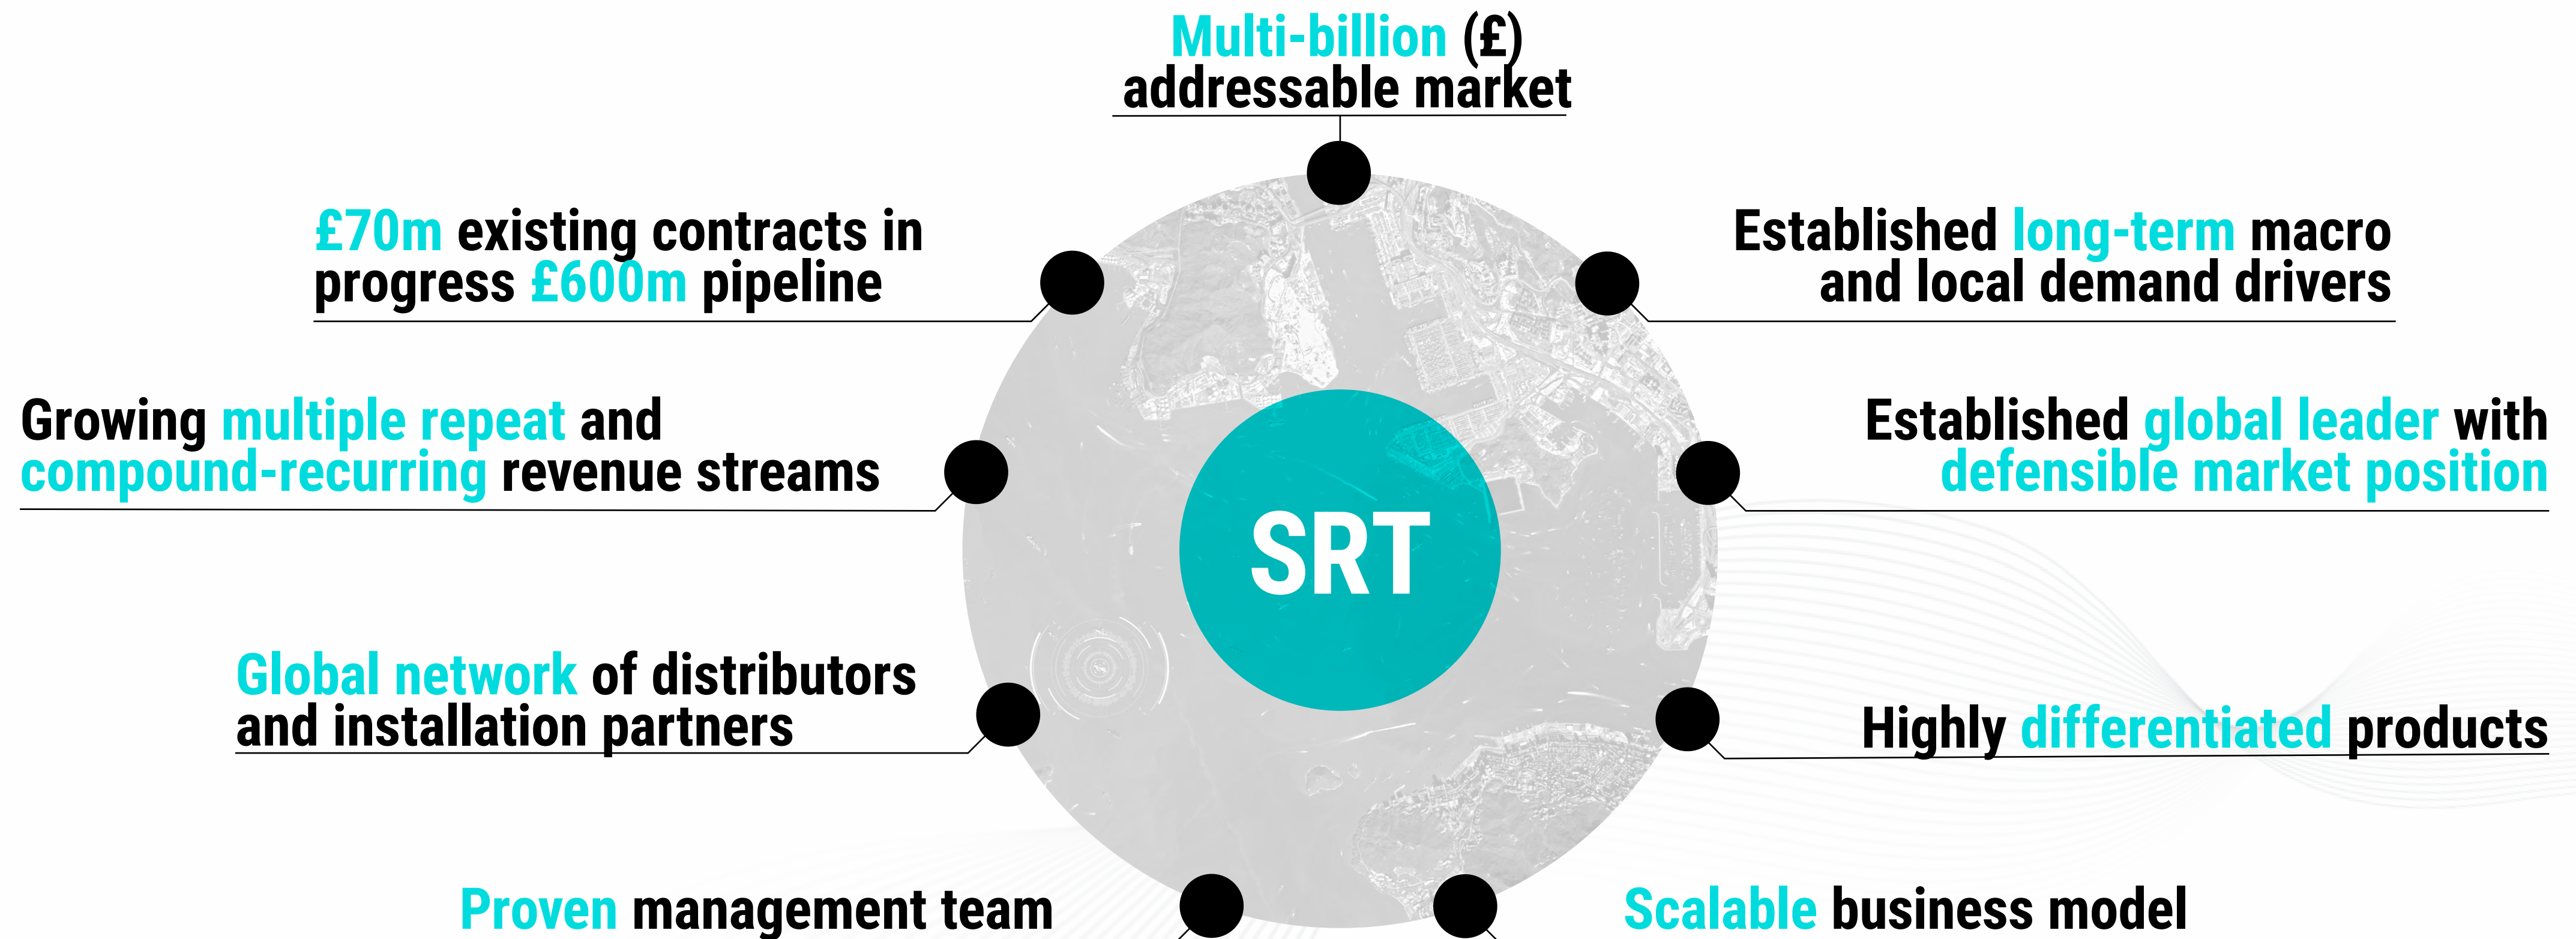 Multi-billion (£)
addressable market
£70m existing contracts in
progress £600m pipeline
Established long-term macro
and local demand drivers
Growing multiple repeat and
compound-recurring revenue streams
Established global leader with
defensible market position
SRT
Global network of distributors
and installation partners
Highly differentiated products
Proven management team
Scalable business model